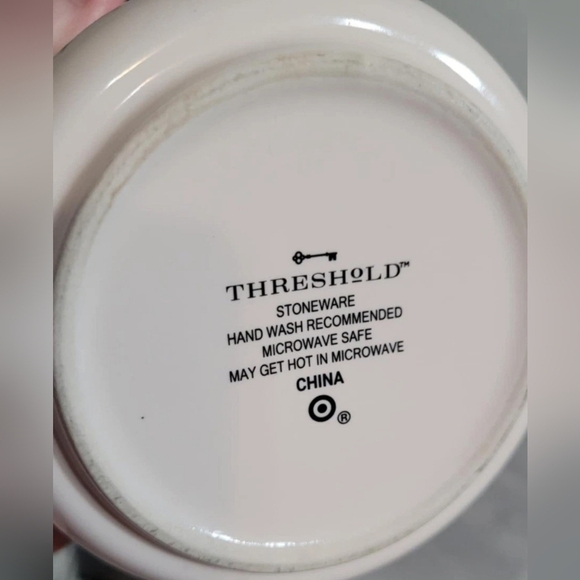 THRESHOLD™
STONEWARE
HAND WASH RECOMMENDED
MICROWAVE SAFE
MAY GET HOT IN MICROWAVE
CHINA
®